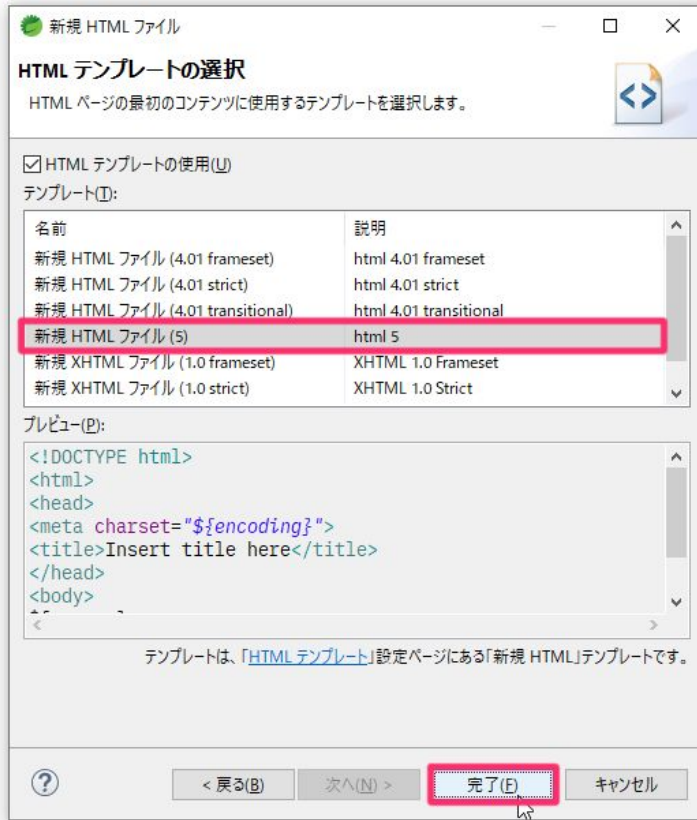 新規 HTML ファイル
HTML テンプレートの選択
HTML ページの最初のコンテンツに使用するテンプレートを選択します。
HTML テンプレートの使用(U)
テンプレート(T):
名前 説明
新規 HTML ファイル (4.01 frameset) html 4.01 frameset
新規 HTML ファイル (4.01 strict) html 4.01 strict
新規 HTML ファイル (4.01 transitional) html 4.01 transitional
新規 HTML ファイル (5) html 5
新規 XHTML ファイル (1.0 frameset) XHTML 1.0 Frameset
新規 XHTML ファイル (1.0 strict) XHTML 1.0 Strict
プレビュー(P):
<!DOCTYPE html>
<html>
<head>
<meta charset="${encoding}">
<title>Insert title here</title>
</head>
<body>
テンプレートは、「HTML テンプレート」設定ページにある「新規 HTML」テンプレートです。
< 戻る(B) 次へ(N) > 完了(F) キャンセル